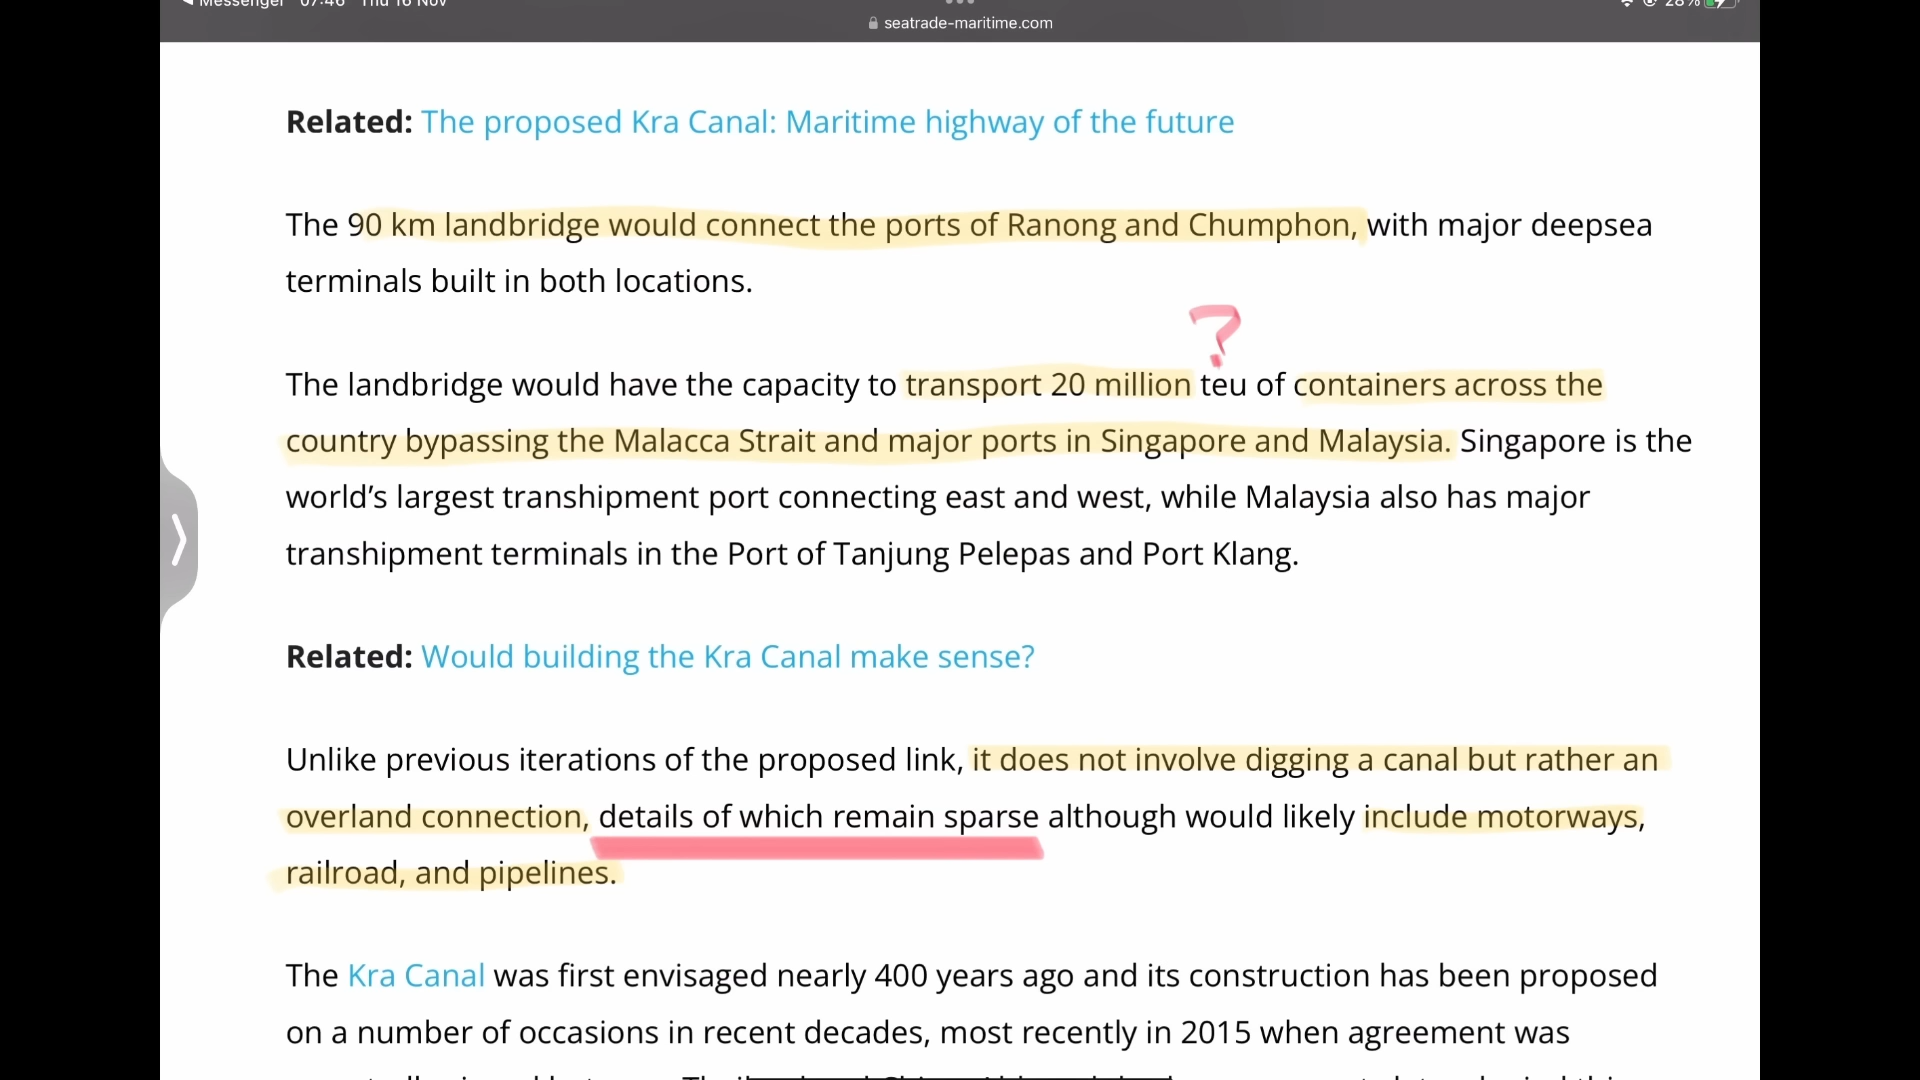 Messenger 07:46 Thu 16 Nov 28%
seatrade-maritime.com
Related: The proposed Kra Canal: Maritime highway of the future
The 90 km landbridge would connect the ports of Ranong and Chumphon, with major deepsea
terminals built in both locations.
?
The landbridge would have the capacity to transport 20 million teu of containers across the
country bypassing the Malacca Strait and major ports in Singapore and Malaysia. Singapore is the
world’s largest transhipment port connecting east and west, while Malaysia also has major
transhipment terminals in the Port of Tanjung Pelepas and Port Klang.
Related: Would building the Kra Canal make sense?
Unlike previous iterations of the proposed link, it does not involve digging a canal but rather an
overland connection, details of which remain sparse although would likely include motorways,
railroad, and pipelines.
The Kra Canal was first envisaged nearly 400 years ago and its construction has been proposed
on a number of occasions in recent decades, most recently in 2015 when agreement was